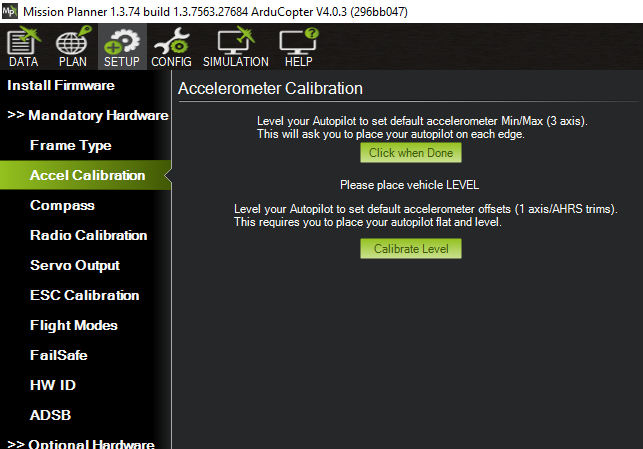 Mission Planner 1.3.74 build 1.3.7563.27684 ArduCopter V4.0.3 (296bb047)
DATA PLAN SETUP CONFIG SIMULATION HELP
Install Firmware
>> Mandatory Hardware
Frame Type
Accel Calibration
Compass
Radio Calibration
Servo Output
ESC Calibration
Flight Modes
FailSafe
HW ID
ADSB
>> Optional Hardware
Accelerometer Calibration
Level your Autopilot to set default accelerometer Min/Max (3 axis).
This will ask you to place your autopilot on each edge.
Click when Done
Please place vehicle LEVEL
Level your Autopilot to set default accelerometer offsets (1 axis/AHRS trims).
This requires you to place your autopilot flat and level.
Calibrate Level